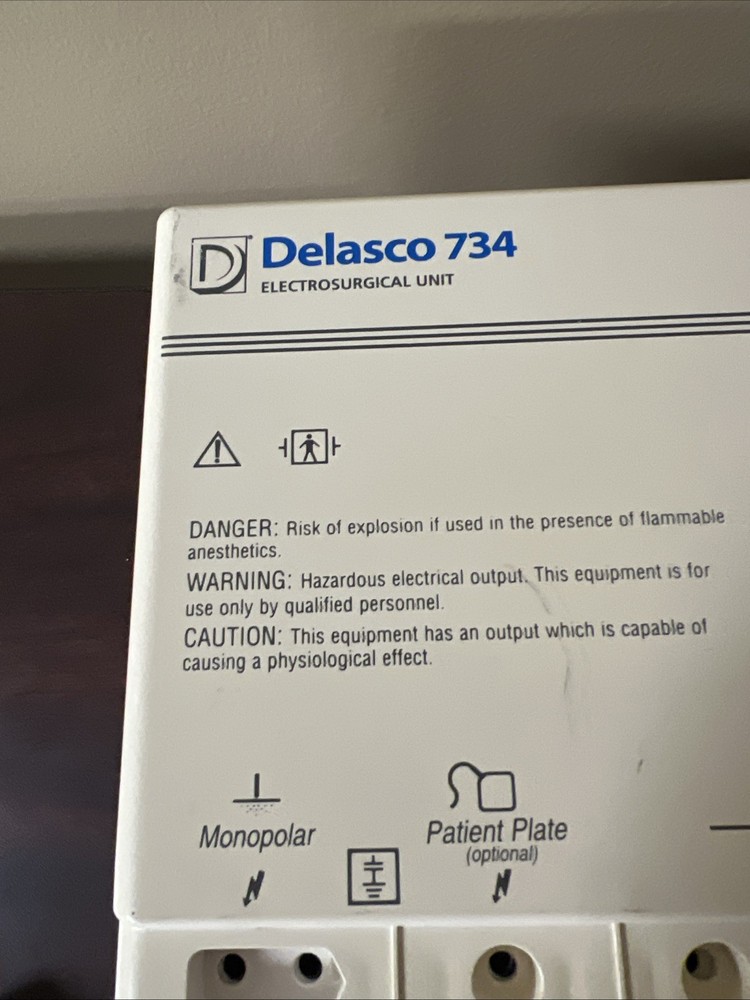 D
Delasco 734
ELECTROSURGICAL UNIT
DANGER: Risk of explosion if used in the presence of flammable
anesthetics.
WARNING: Hazardous electrical output. This equipment is for
use only by qualified personnel.
CAUTION: This equipment has an output which is capable of
causing a physiological effect.
Monopolar
Patient Plate
(optional)